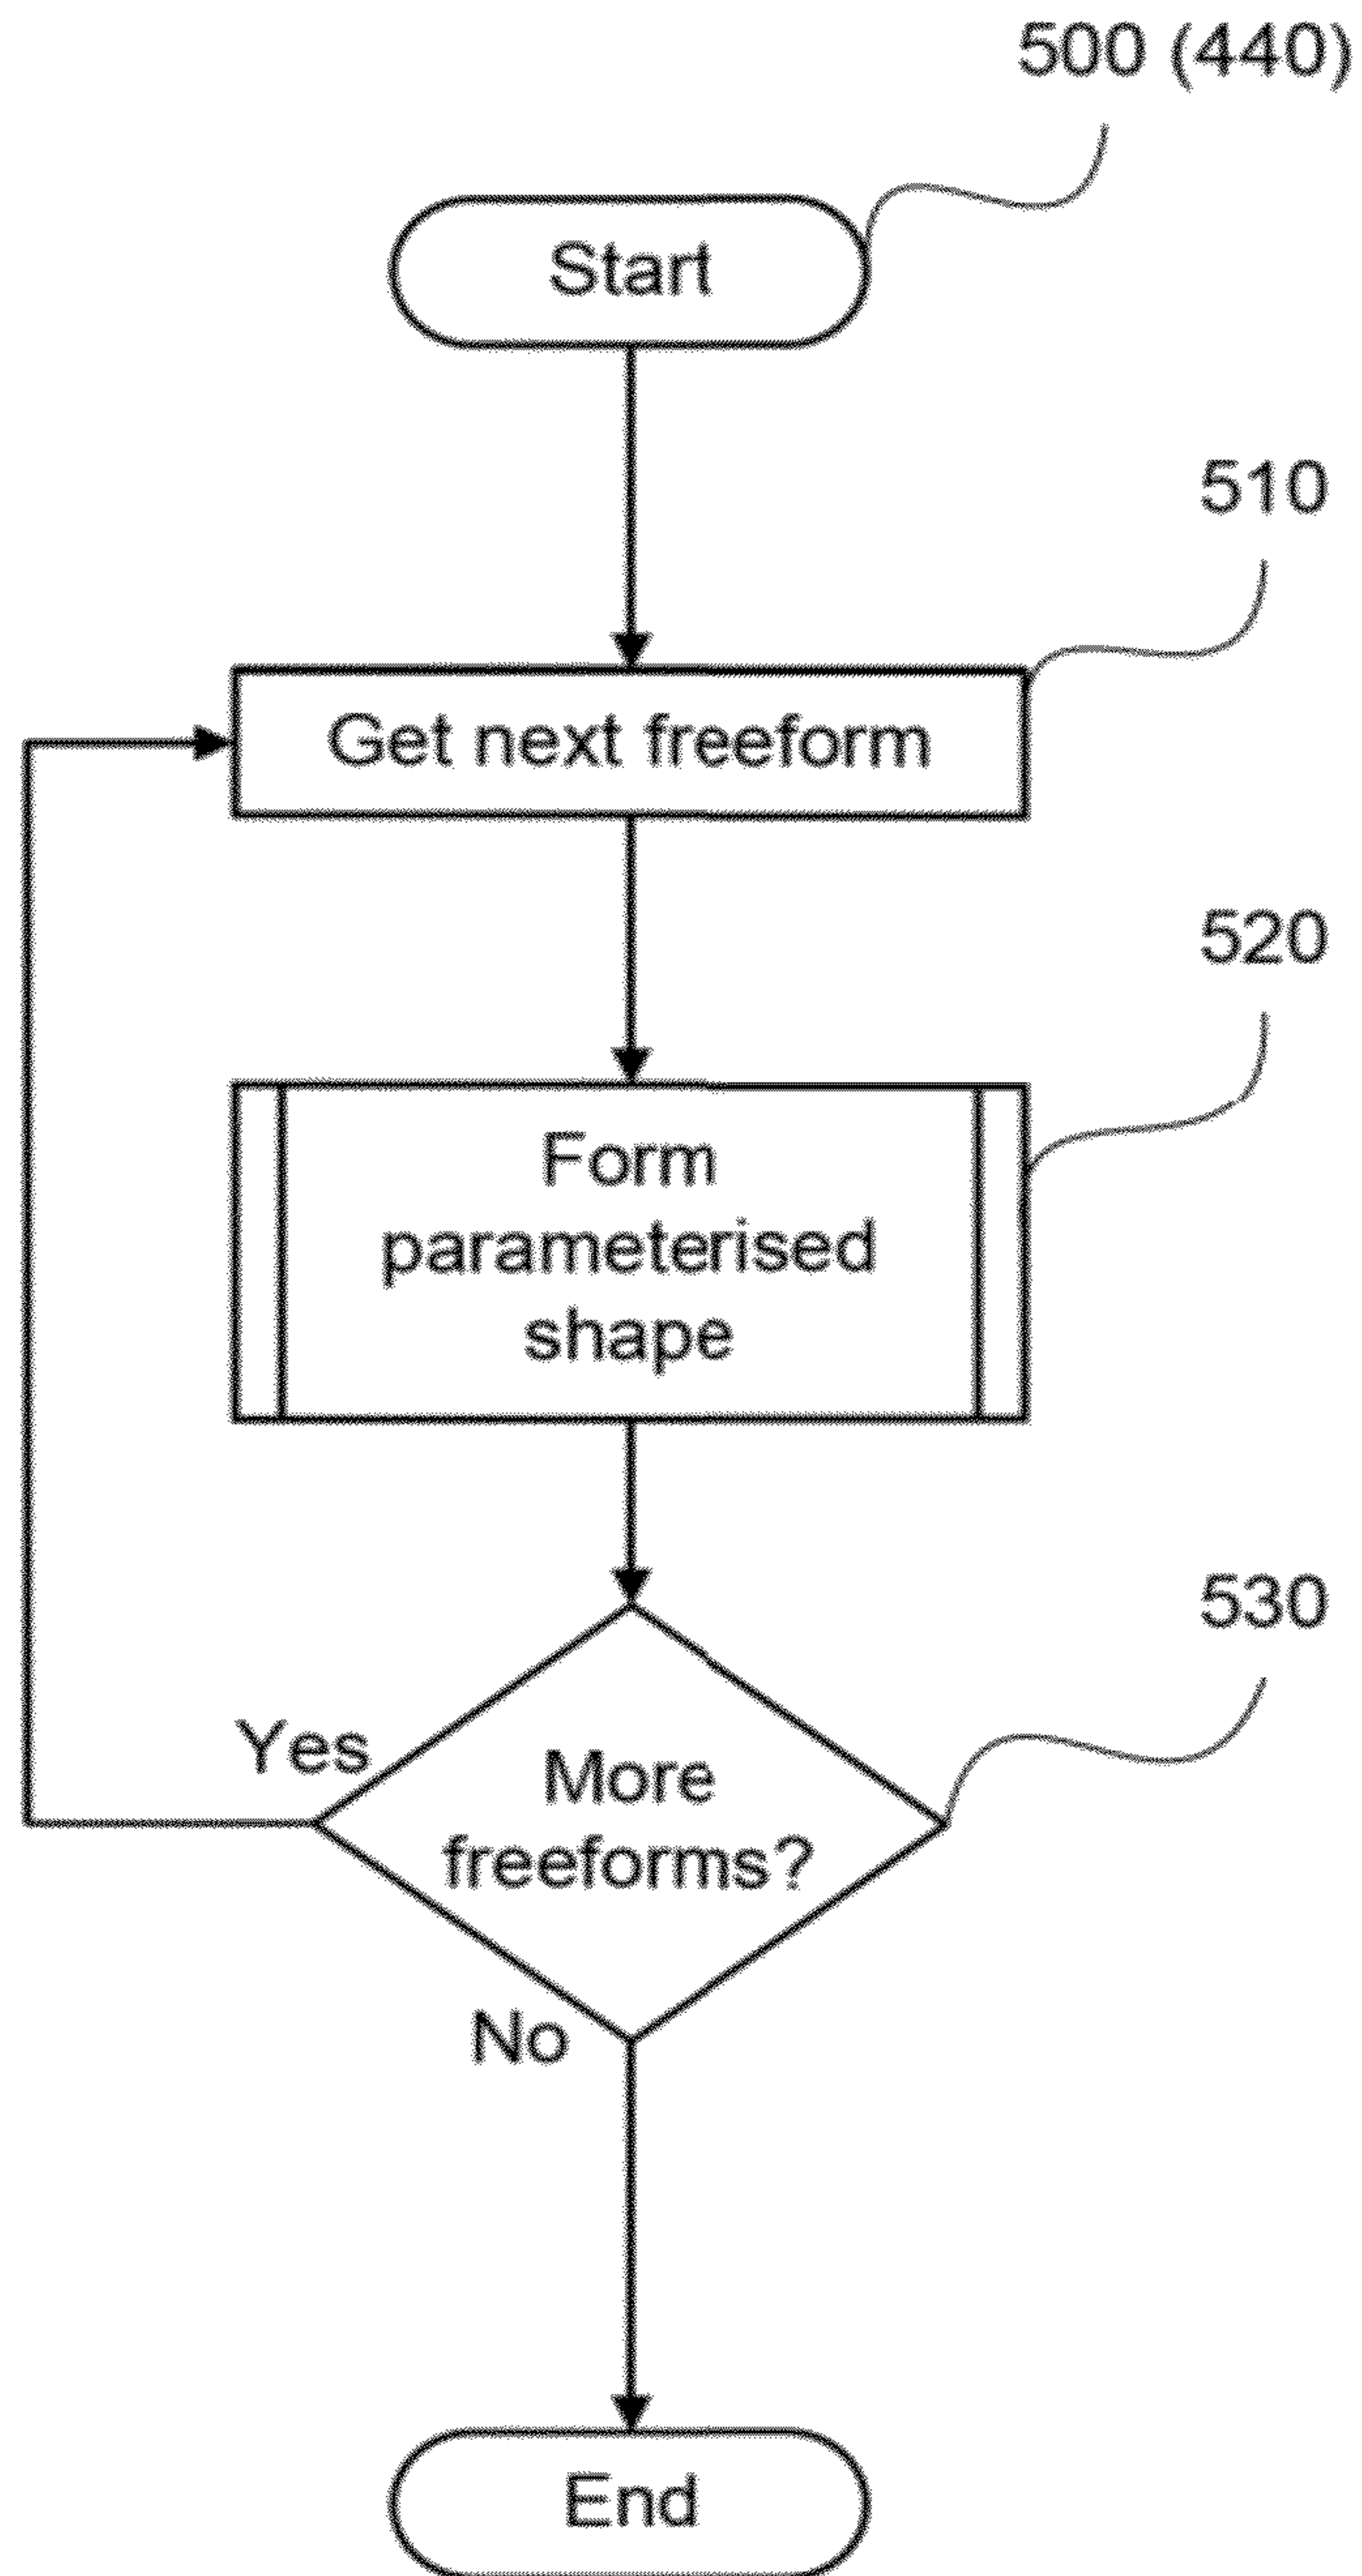 500 (440)
Start
510
Get next freeform
520
Form
parameterised
shape
530
Yes
More
freeforms?
No
End